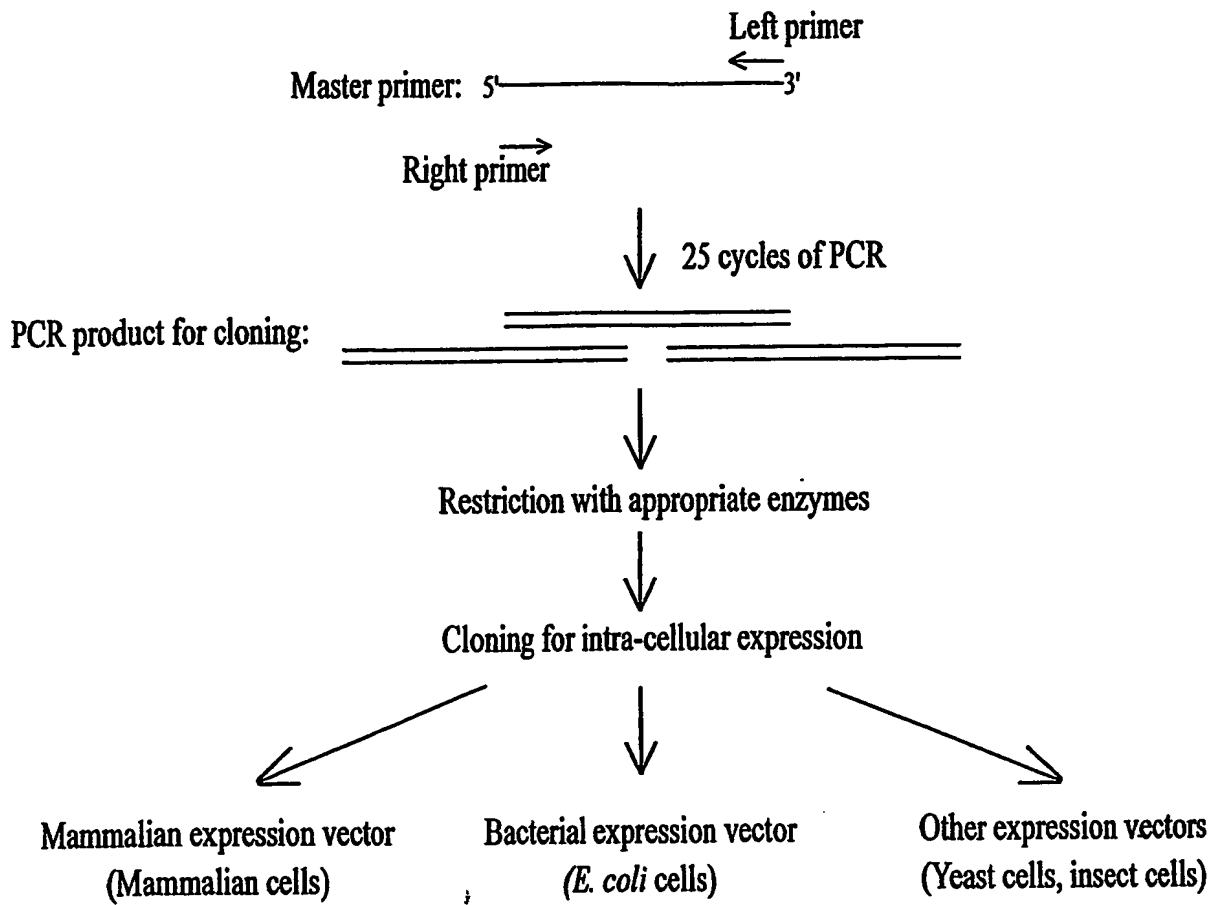 Left primer
Master primer: 5' 3'
Right primer
25 cycles of PCR
PCR product for cloning:
Restriction with appropriate enzymes
Cloning for intra-cellular expression
Mammalian expression vector
(Mammalian cells)
Bacterial expression vector
(E. coli cells)
Other expression vectors
(Yeast cells, insect cells)